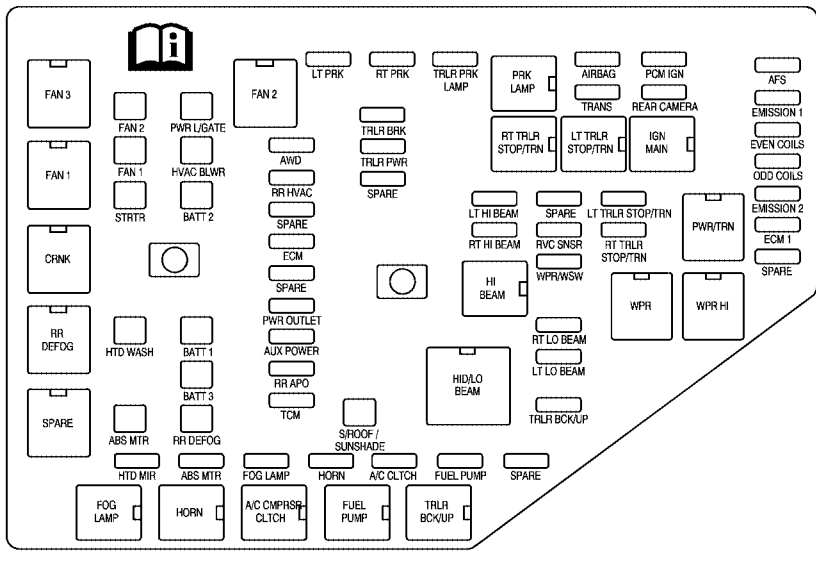 LT PRK
RT PRK
TRLR PRK
LAMP
PRK
LAMP
AIRBAG
PCM IGN
AFS
FAN 3
FAN 2
TRANS
REAR CAMERA
EMISSION 1
FAN 2
PWR L/GATE
TRLR BRK
RT TRLR
STOP/TRN
LT TRLR
STOP/TRN
IGN
MAIN
EVEN COILS
AWD
TRLR PWR
FAN 1
FAN 1
HVAC BLWR
ODD COILS
RR HVAC
SPARE
STRTR
BATT 2
SPARE
LT HI BEAM
SPARE
LT TRLR STOP/TRN
PWR/TRN
EMISSION 2
RT HI BEAM
RVC SNSR
RT TRLR
STOP/TRN
ECM 1
CRNK
ECM
SPARE
HI
BEAM
WPR/WSW
SPARE
WPR
WPR HI
PWR OUTLET
RR
DEFOG
HTD WASH
BATT 1
AUX POWER
RT LO BEAM
RR APO
HID/LO
BEAM
LT LO BEAM
BATT 3
TCM
SPARE
ABS MTR
RR DEFOG
S/ROOF /
SUNSHADE
TRLR BCK/UP
HTD MIR
ABS MTR
FOG LAMP
HORN
A/C CLTCH
FUEL PUMP
SPARE
FOG
LAMP
HORN
A/C CMPRSR
CLTCH
FUEL
PUMP
TRLR
BCK/UP